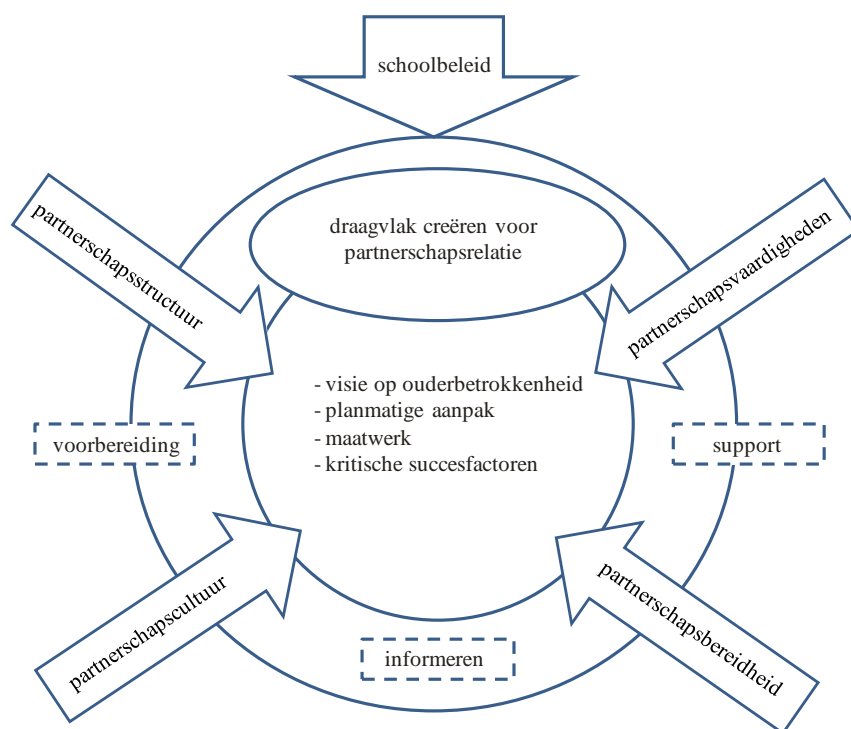 schoolbeleid
draagvlak creëren voor
partnerschapsrelatie
partnerschapsstructuur
partnerschapsvaardigheden
- visie op ouderbetrokkenheid
- planmatige aanpak
- maatwerk
- kritische succesfactoren
voorbereiding
support
partnerschapscultuur
partnerschapsbereidheid
informeren